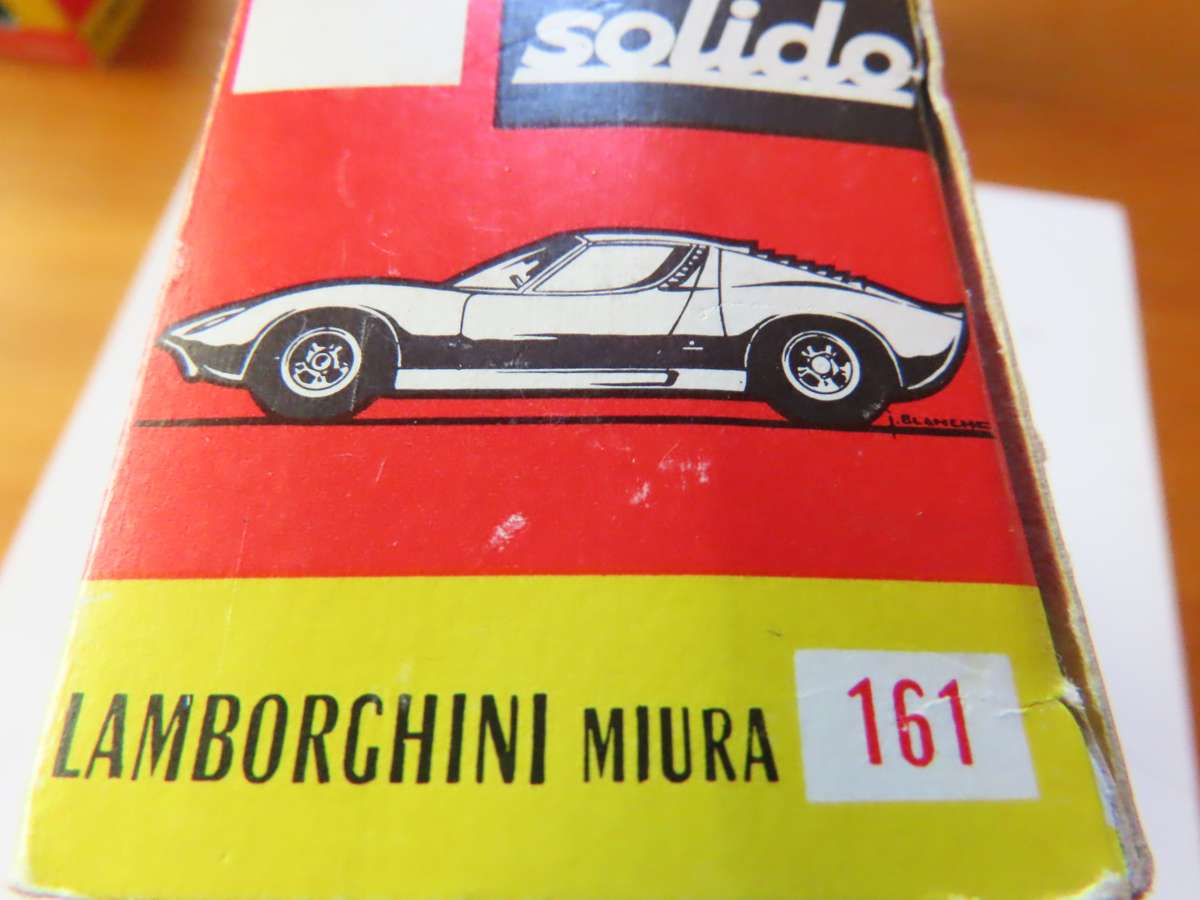 solido
j. BLANCHE
LAMBORGHINI MIURA 161